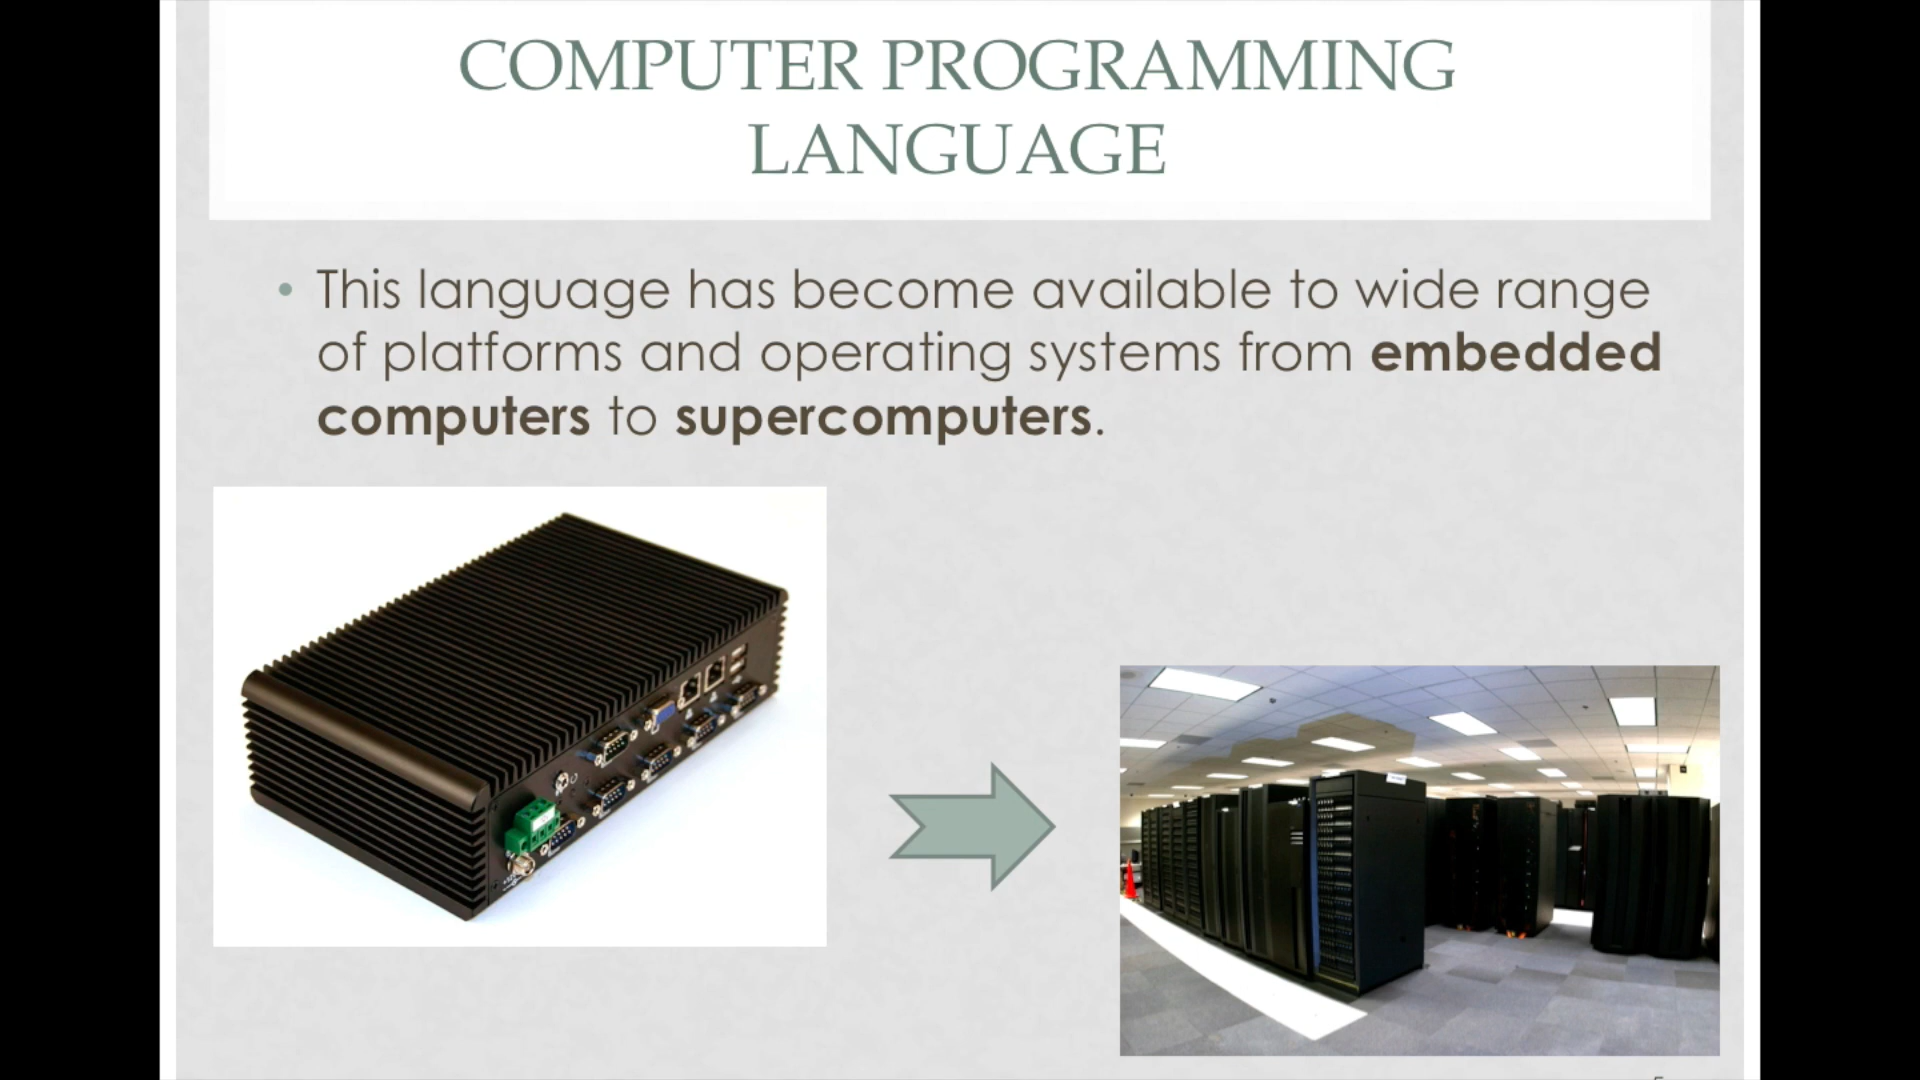 COMPUTER PROGRAMMING
LANGUAGE
• This language has become available to wide range
of platforms and operating systems from embedded
computers to supercomputers.